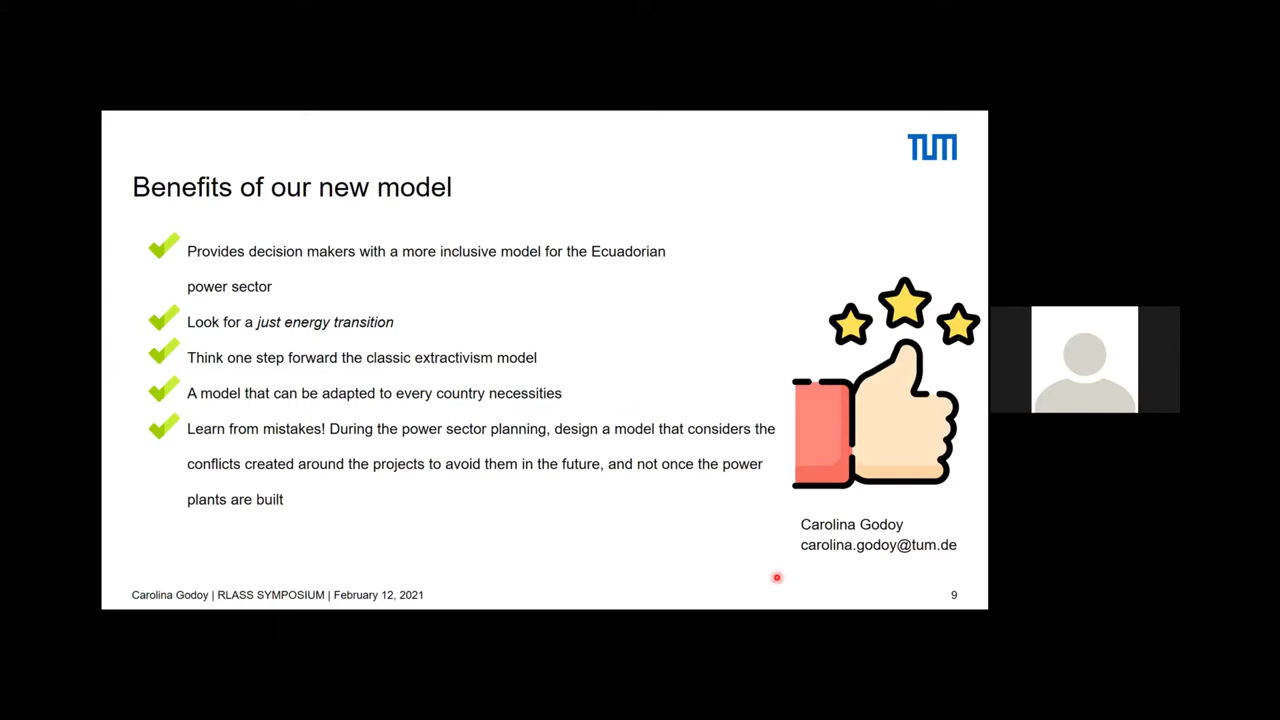 TUM
Benefits of our new model
Provides decision makers with a more inclusive model for the Ecuadorian
power sector
Look for a just energy transition
Think one step forward the classic extractivism model
A model that can be adapted to every country necessities
Learn from mistakes! During the power sector planning, design a model that considers the
conflicts created around the projects to avoid them in the future, and not once the power
plants are built
Carolina Godoy
carolina.godoy@tum.de
Carolina Godoy | RLASS SYMPOSIUM | February 12, 2021
9